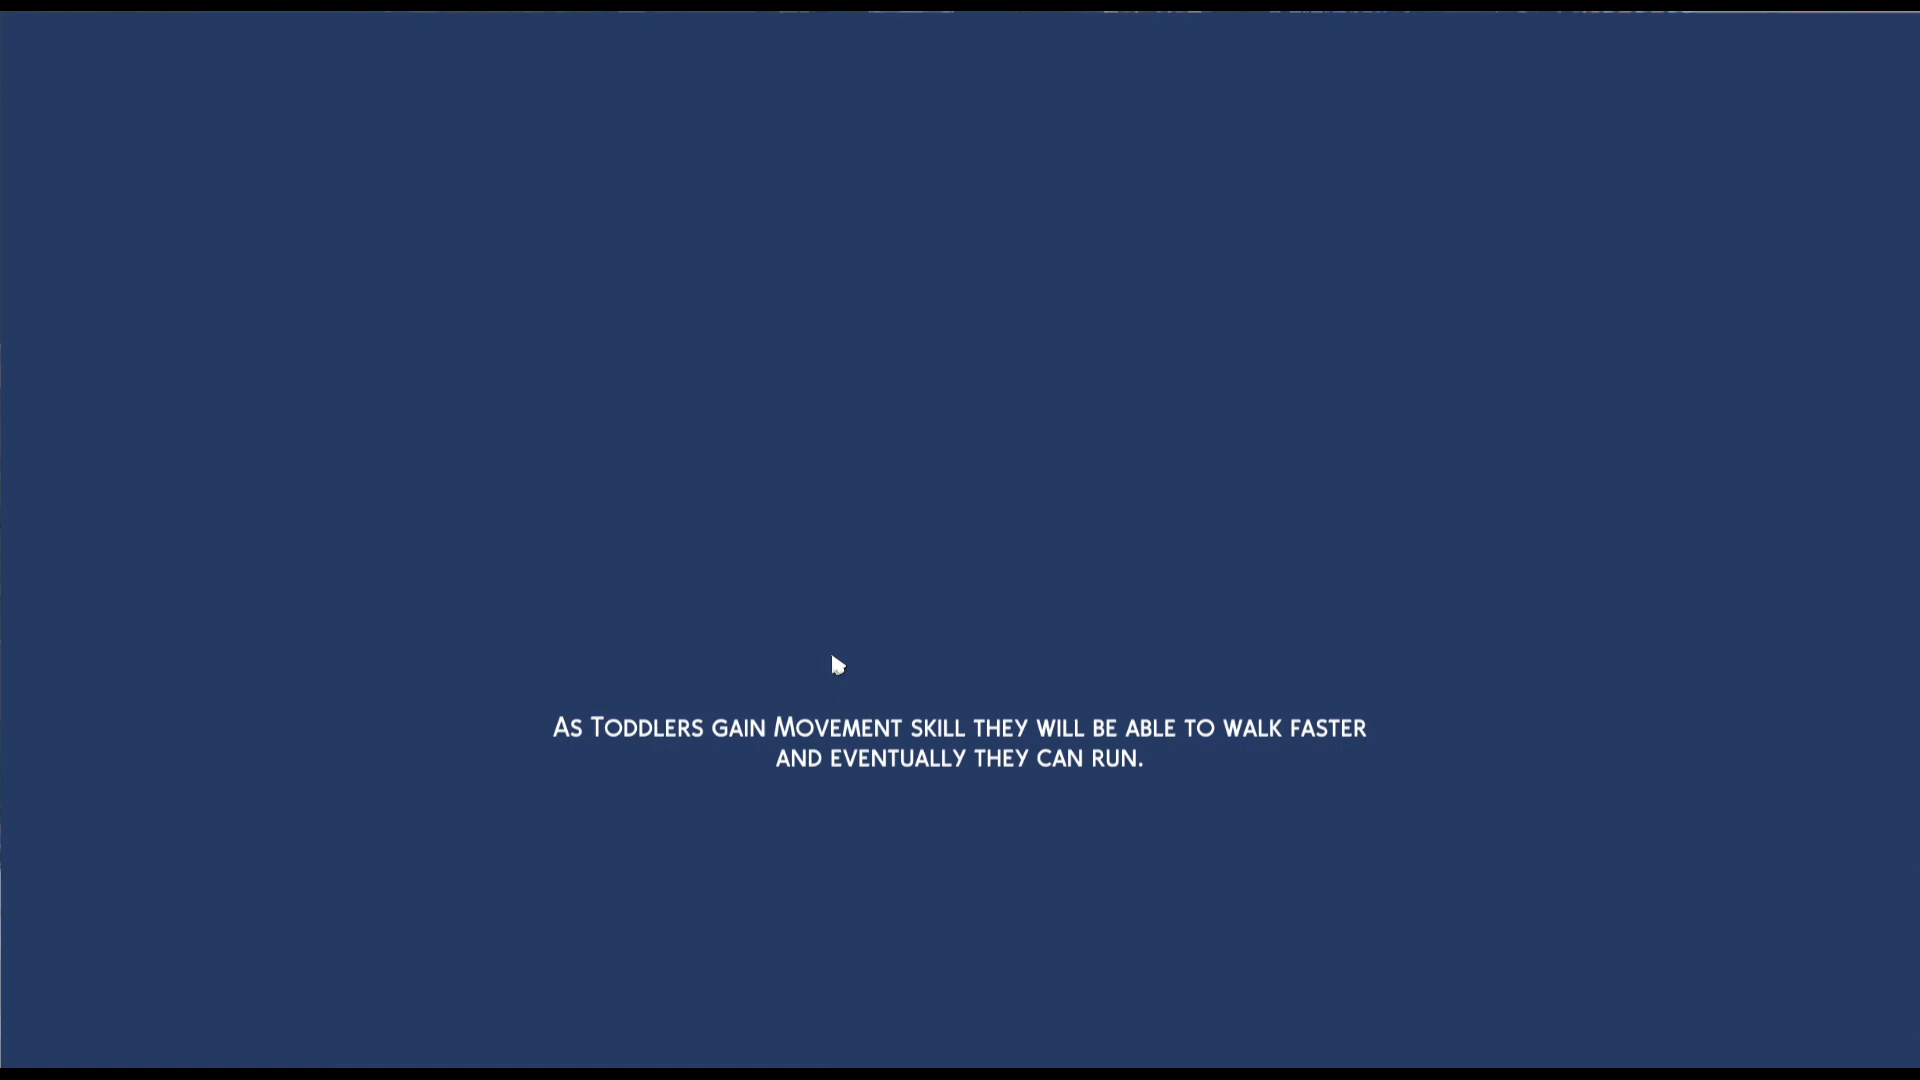 As Toddlers gain Movement skill they will be able to walk faster
and eventually they can run.